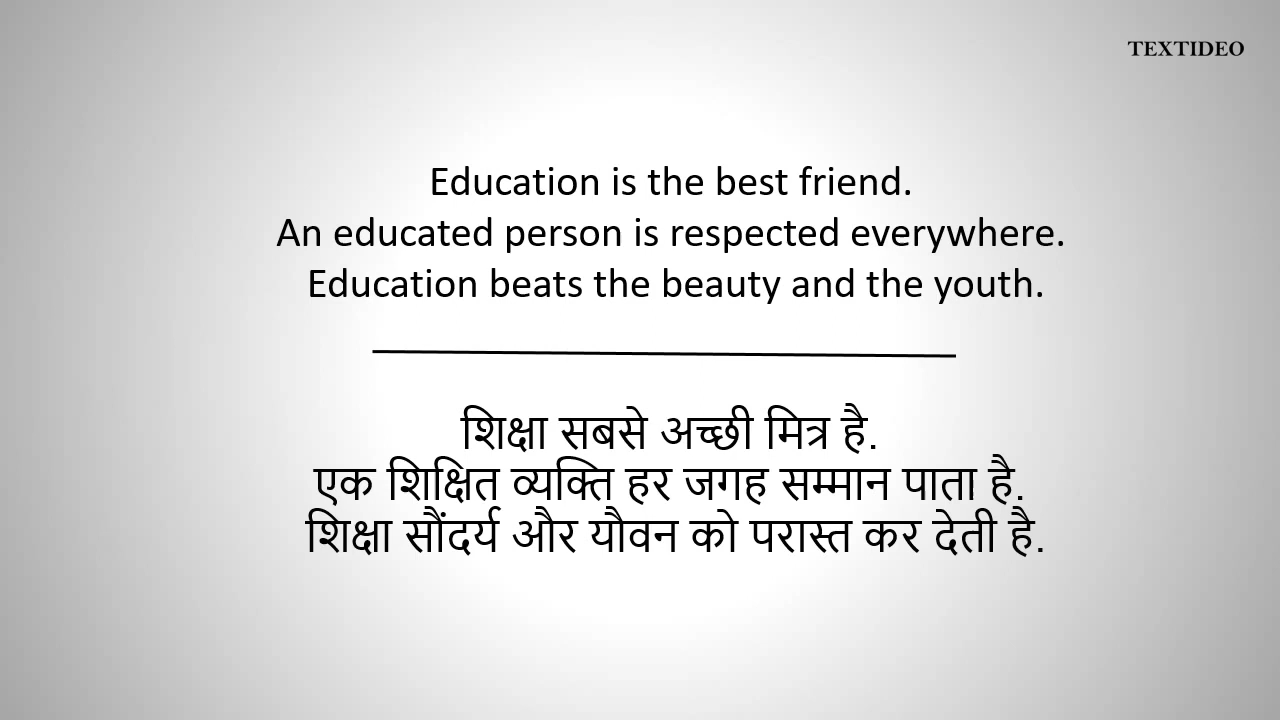 TEXTIDEO
Education is the best friend.
An educated person is respected everywhere.
Education beats the beauty and the youth.
शिक्षा सबसे अच्छी मित्र है.
एक शिक्षित व्यक्ति हर जगह सम्मान पाता है.
शिक्षा सौंदर्य और यौवन को परास्त कर देती है.